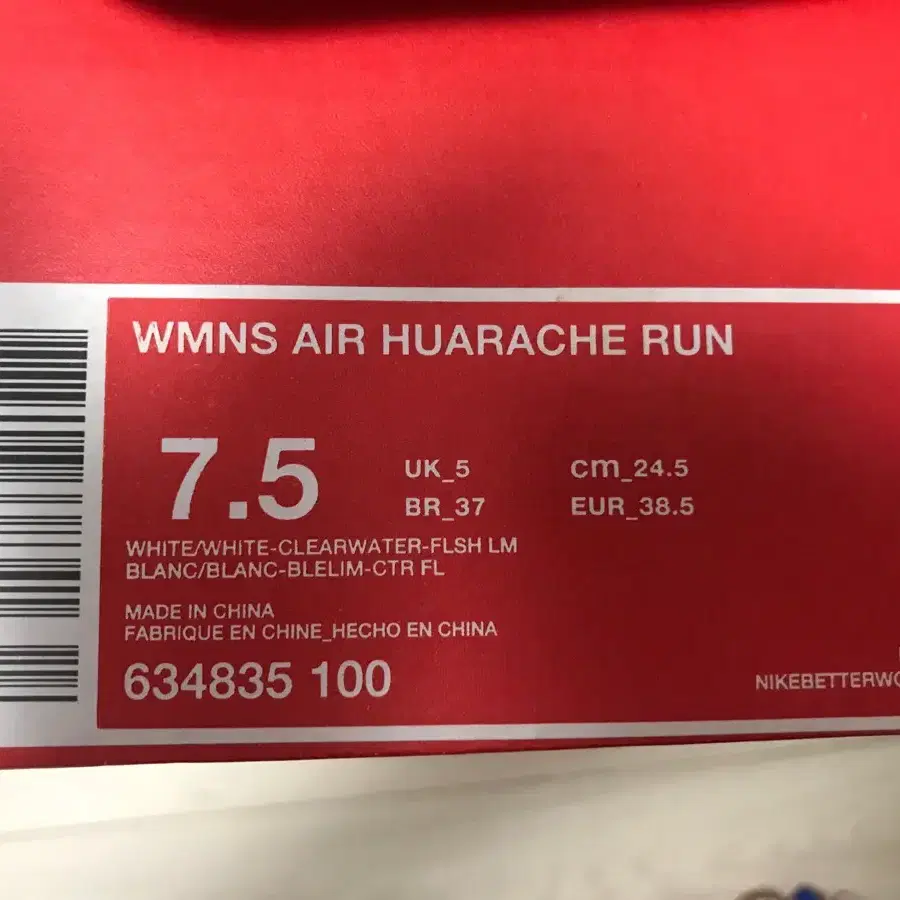 WMNS AIR HUARACHE RUN
7.5
UK_5 cm_24.5
BR_37 EUR_38.5
WHITE/WHITE-CLEARWATER-FLSH LM
BLANC/BLANC-BLELIM-CTR FL
MADE IN CHINA
FABRIQUE EN CHINE_HECHO EN CHINA
634835 100
NIKEBETTERWO